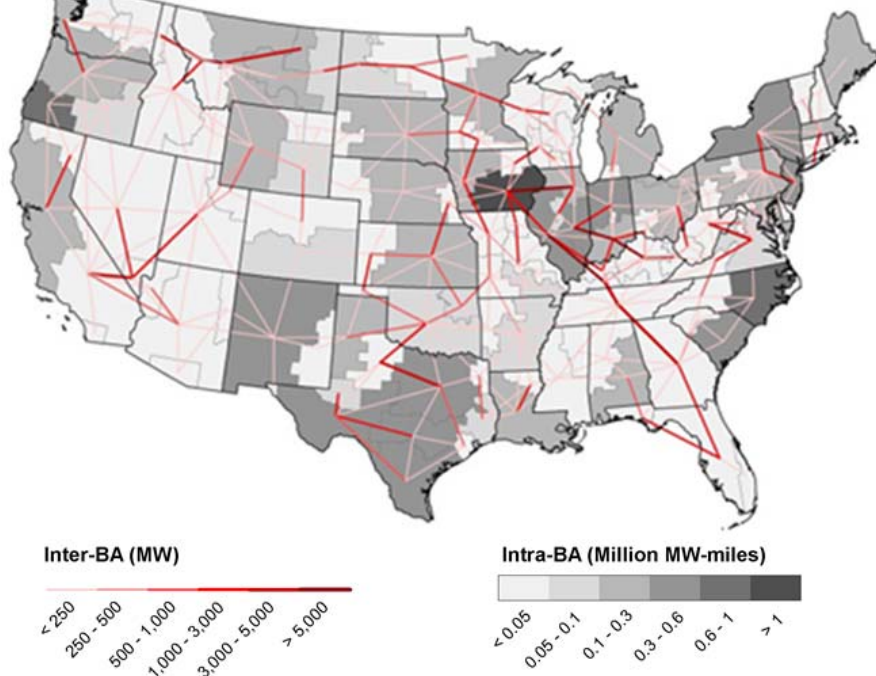 Inter-BA (MW)
< 250
250 - 500
500 - 1,000
1,000 - 3,000
3,000 - 5,000
> 5,000
Intra-BA (Million MW-miles)
< 0.05
0.05 - 0.1
0.1 - 0.3
0.3 - 0.6
0.6 - 1
> 1